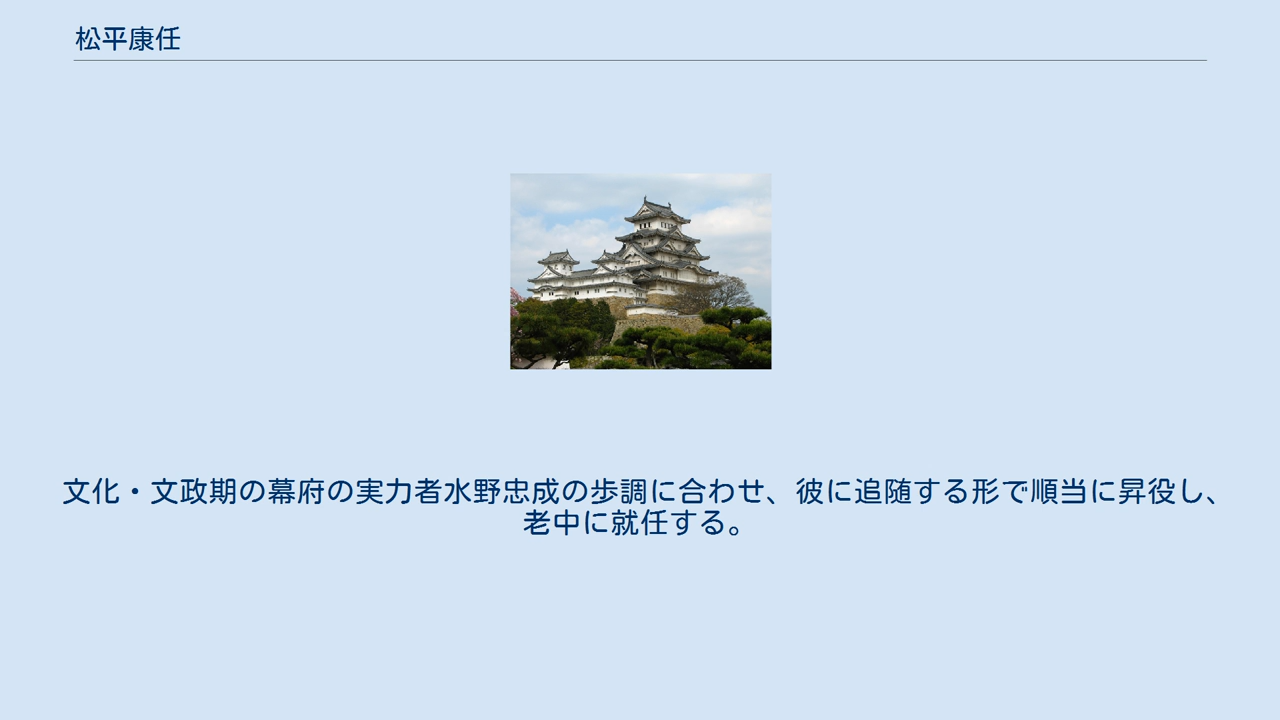 松平康任
文化・文政期の幕府の実力者水野忠成の歩調に合わせ、彼に追随する形で順当に昇役し、
老中に就任する。